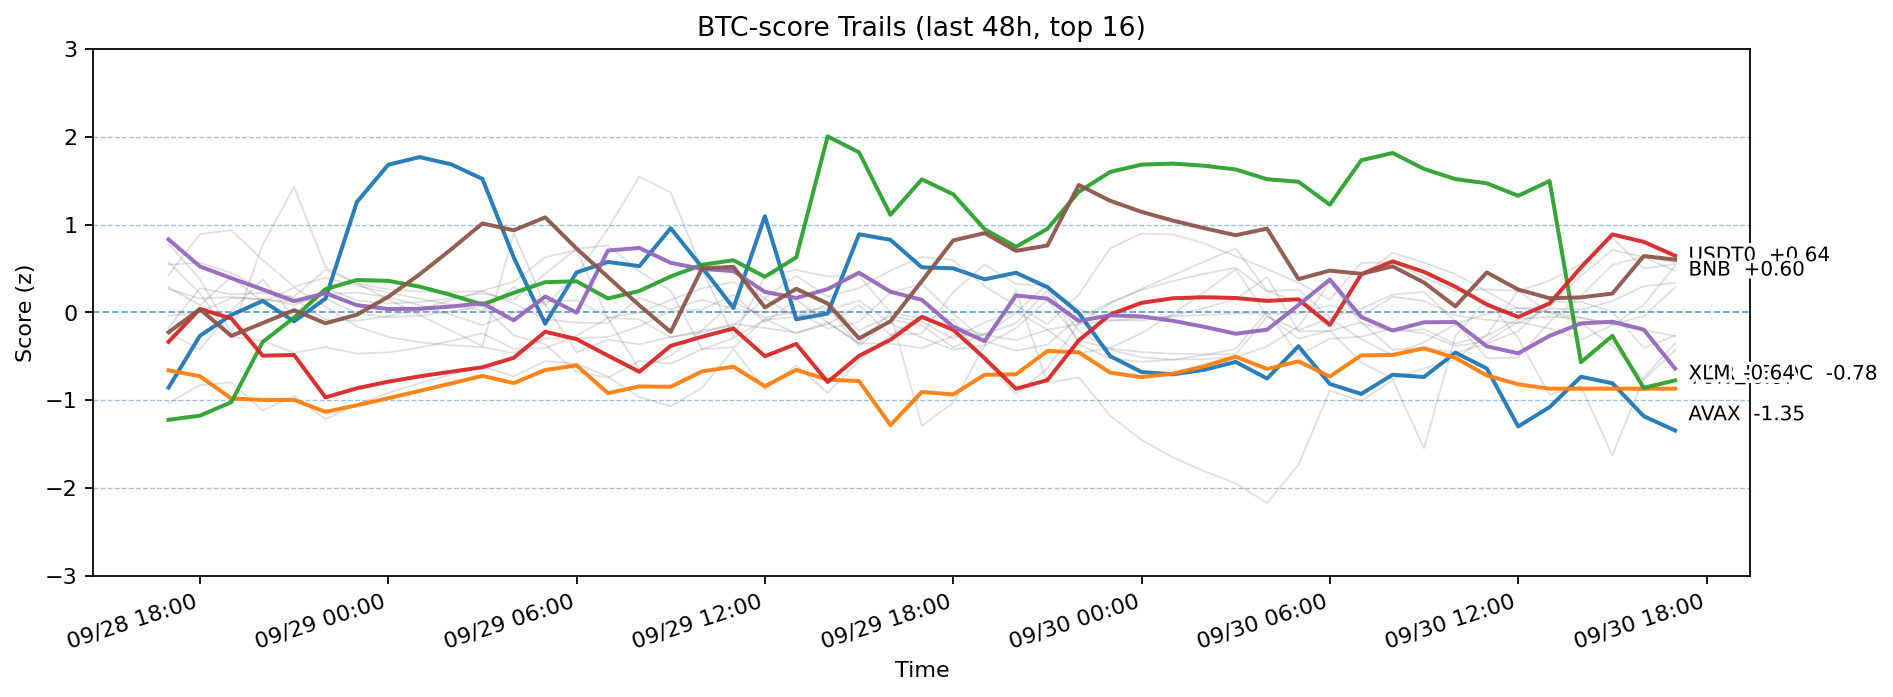 BTC-score Trails (last 48h, top 16)
3
2
1
0
−1
−2
−3
Score (z)
USDT0 +0.64
BNB +0.60
-0.78
AVAX -1.35
09/28 18:00
09/29 00:00
09/29 06:00
09/29 12:00
09/29 18:00
09/30 00:00
09/30 06:00
09/30 12:00
09/30 18:00
Time